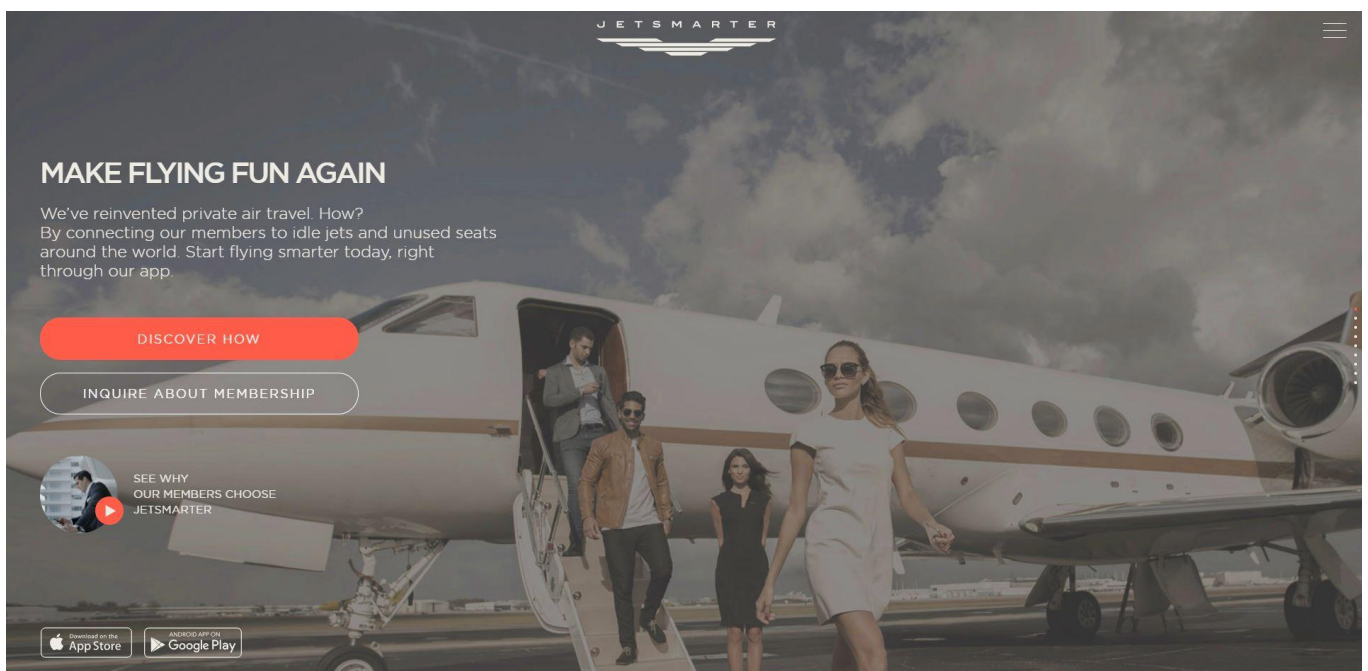 JETSMARTER
MAKE FLYING FUN AGAIN
We've reinvented private air travel. How?
By connecting our members to idle jets and unused seats
around the world. Start flying smarter today, right
through our app.
DISCOVER HOW
INQUIRE ABOUT MEMBERSHIP
SEE WHY
OUR MEMBERS CHOOSE
JETSMARTER
Download on the
App Store
ANDROID APP ON
Google Play